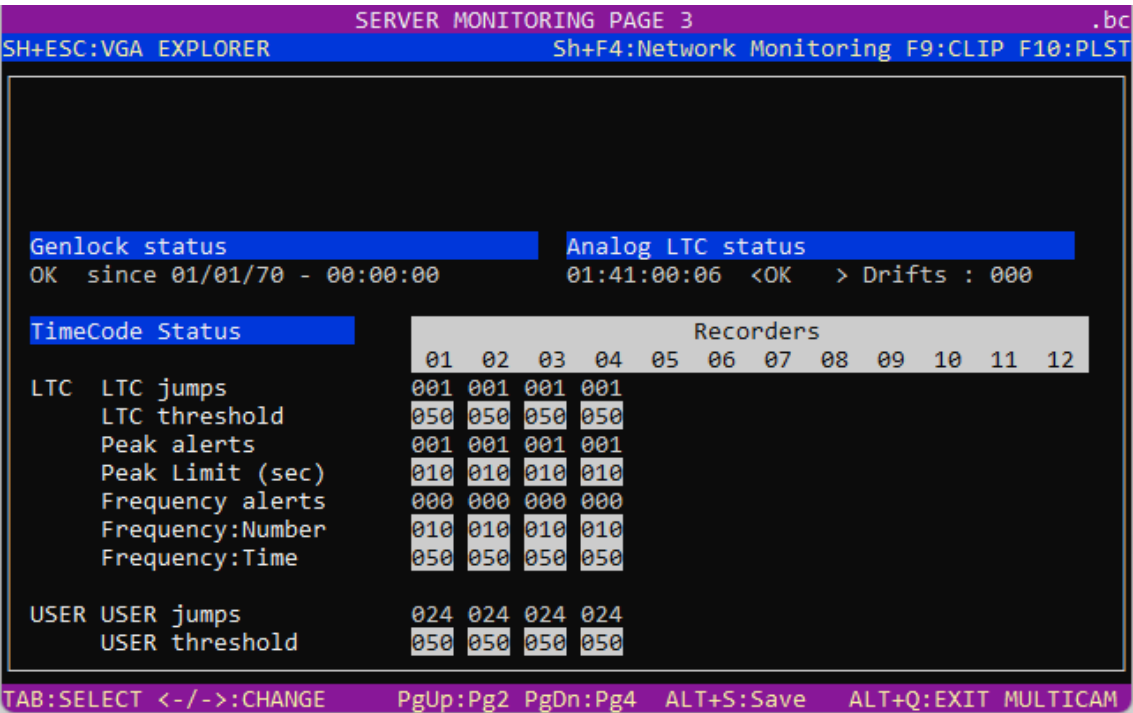 SERVER MONITORING PAGE 3 .bc
SH+ESC:VGA EXPLORER Sh+F4:Network Monitoring F9:CLIP F10:PLST
Genlock status Analog LTC status
OK since 01/01/70 - 00:00:00 01:41:00:06 <OK > Drifts : 000
TimeCode Status Recorders
01 02 03 04 05 06 07 08 09 10 11 12
LTC LTC jumps 001 001 001 001
LTC threshold 050 050 050 050
Peak alerts 001 001 001 001
Peak Limit (sec) 010 010 010 010
Frequency alerts 000 000 000 000
Frequency:Number 010 010 010 010
Frequency:Time 050 050 050 050
USER USER jumps 024 024 024 024
USER threshold 050 050 050 050
TAB:SELECT <-/->:CHANGE PgUp:Pg2 PgDn:Pg4 ALT+S:Save ALT+Q:EXIT MULTICAM